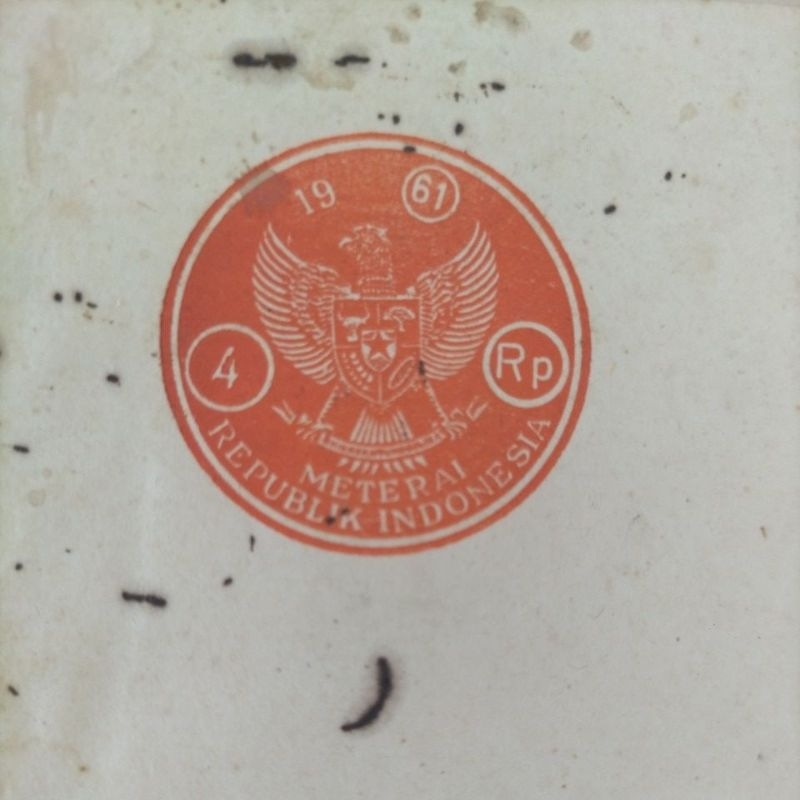 19 61
4 Rp
METERAI
REPUBLIK INDONESIA